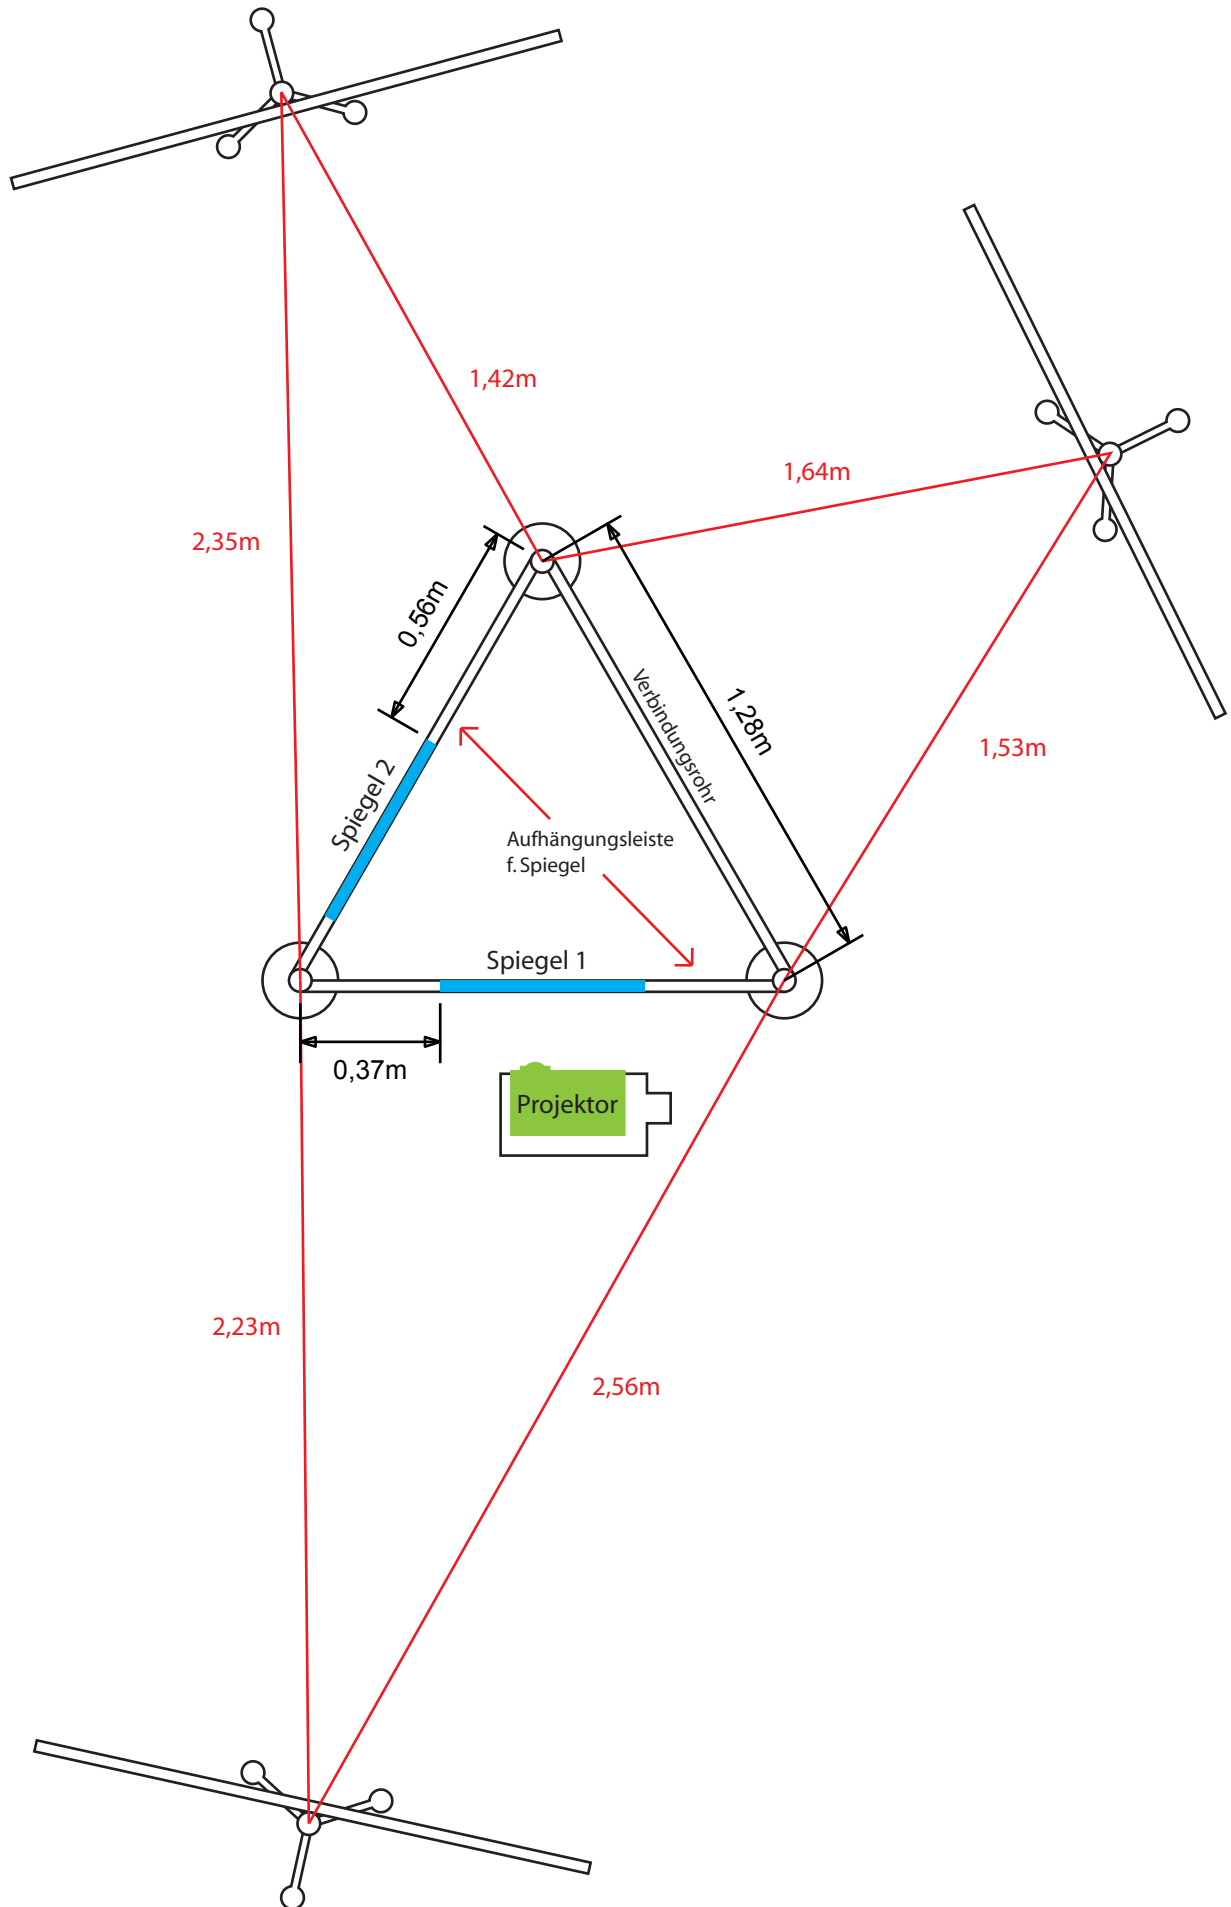 1,42m
1,64m
2,35m
0,56m
Verbindungsrohr
1,28m
1,53m
Spiegel 2
Aufhängungsleiste
f. Spiegel
Spiegel 1
0,37m
Projektor
2,23m
2,56m